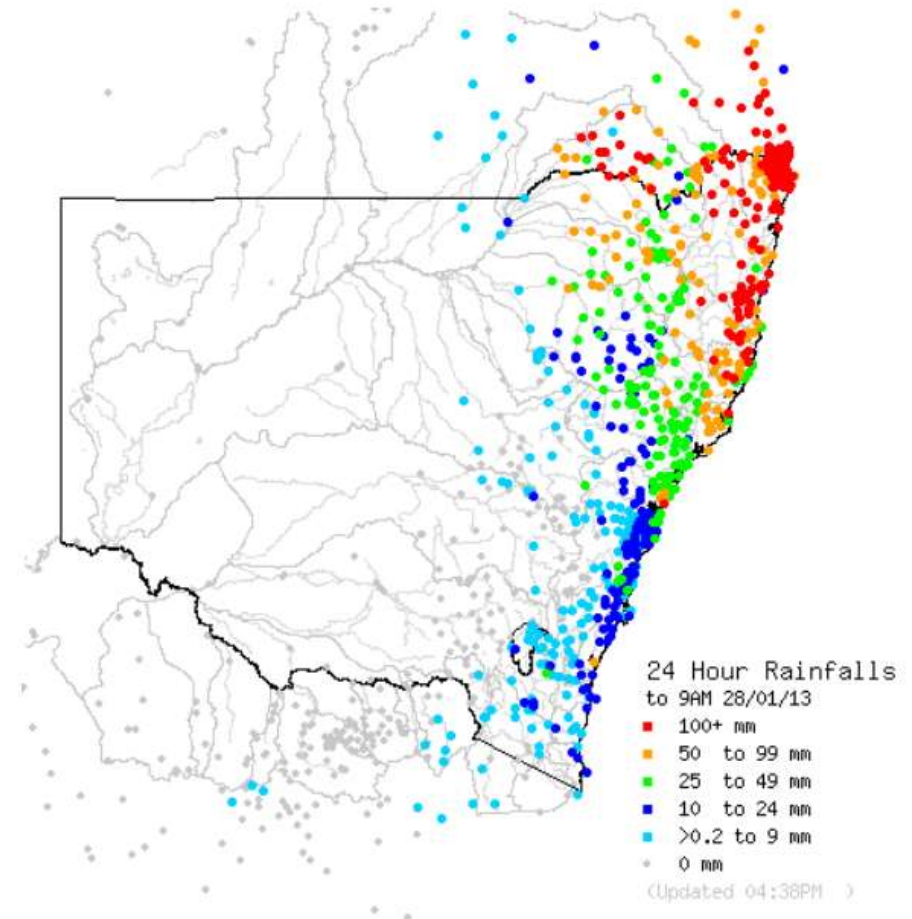 24 Hour Rainfalls
to 9AM 28/01/13
100+ mm
50 to 99 mm
25 to 49 mm
10 to 24 mm
>0.2 to 9 mm
0 mm
(Updated 04:38PM )